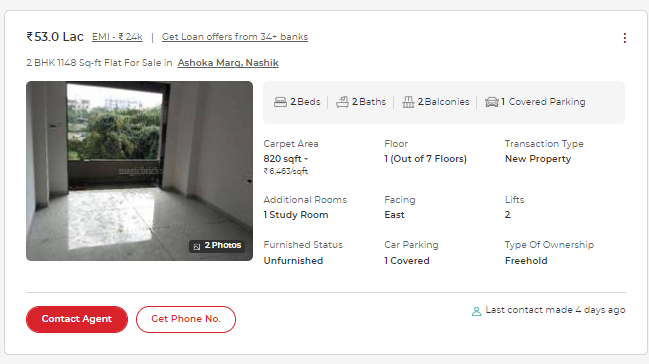 ₹53.0 Lac EMI - ₹ 24k | Get Loan offers from 34+ banks
2 BHK 1148 Sq-ft Flat For Sale in Ashoka Marg, Nashik
2 Beds 2 Baths 2 Balconies 1 Covered Parking
Carpet Area Floor Transaction Type
820 sqft - 1 (Out of 7 Floors) New Property
₹ 6,463/sqft
magicbricks
Additional Rooms Facing Lifts
1 Study Room East 2
2 Photos
Furnished Status Car Parking Type Of Ownership
Unfurnished 1 Covered Freehold
Contact Agent Get Phone No. Last contact made 4 days ago